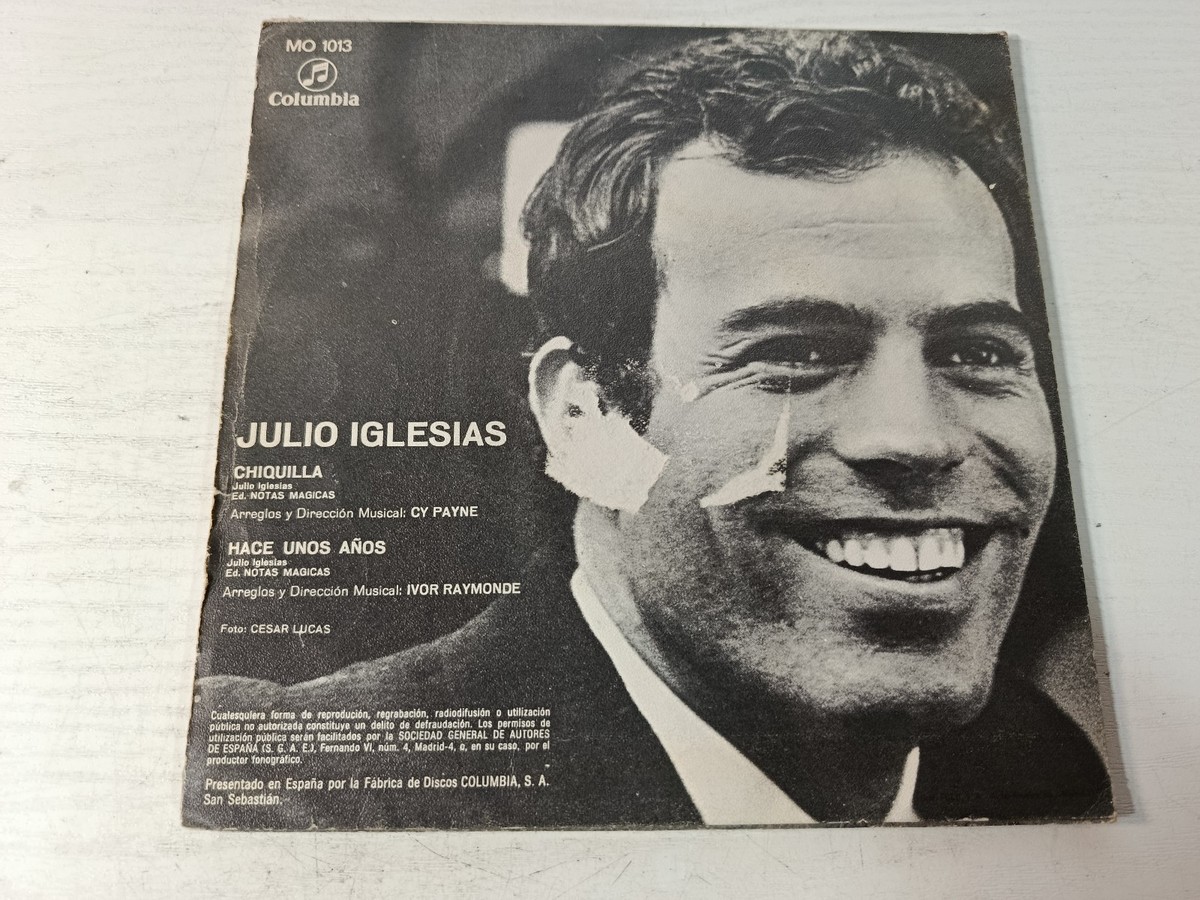 MO 1013
Columbia
JULIO IGLESIAS
CHIQUILLA
Julio Iglesias
Ed. NOTAS MAGICAS
Arreglos y Dirección Musical: CY PAYNE
HACE UNOS AÑOS
Julio Iglesias
Ed. NOTAS MAGICAS
Arreglos y Dirección Musical: IVOR RAYMONDE
Foto: CESAR LUCAS
Cualesquiera forma de reproducción, regrabación, radiodifusión o utilización
pública no autorizada constituye un delito de defraudación. Los permisos de
utilización pública serán facilitados por la SOCIEDAD GENERAL DE AUTORES
DE ESPAÑA (S. G. A. E.), Fernando VI, núm. 4, Madrid-4, o, en su caso, por el
productor fonográfico.
Presentado en España por la Fábrica de Discos COLUMBIA, S. A.
San Sebastián.